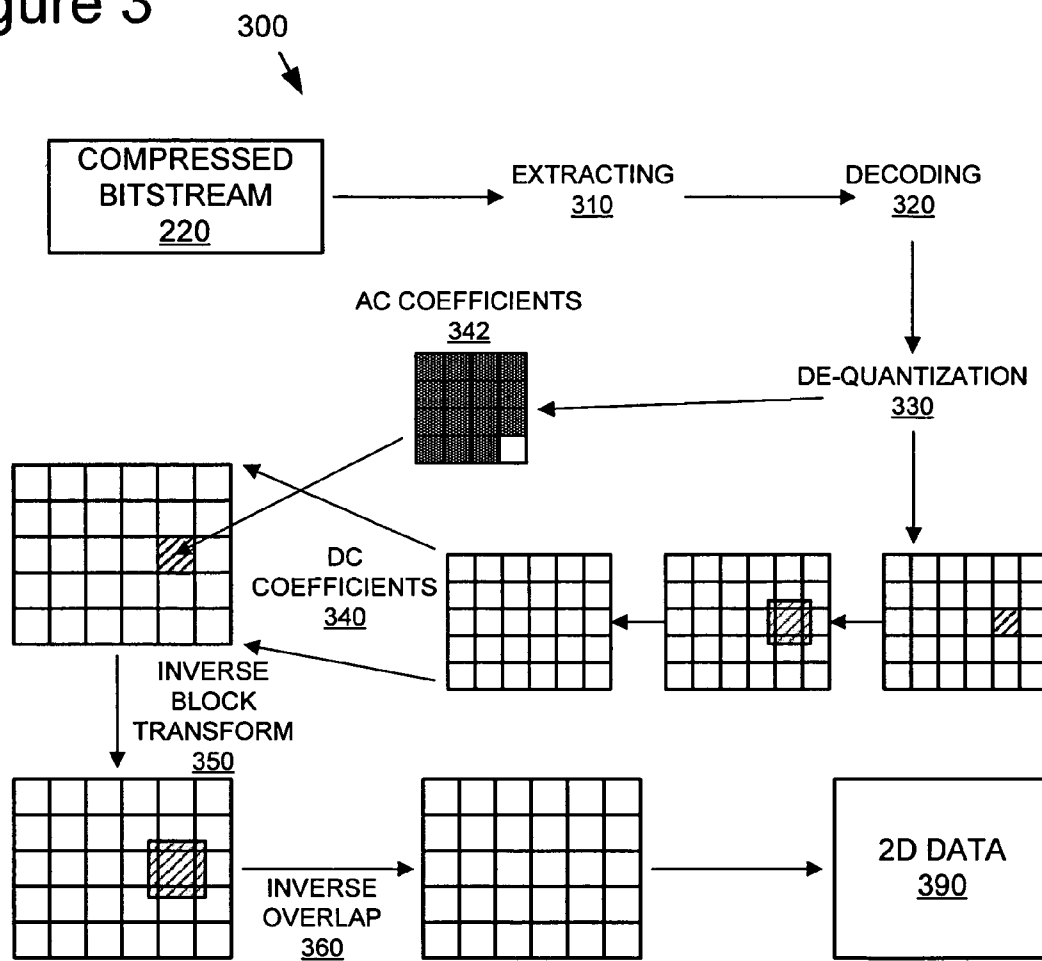 gure 3
300
COMPRESSED
BITSTREAM
220
EXTRACTING
310
DECODING
320
AC COEFFICIENTS
342
DE-QUANTIZATION
330
DC
COEFFICIENTS
340
INVERSE
BLOCK
TRANSFORM
350
INVERSE
OVERLAP
360
2D DATA
390